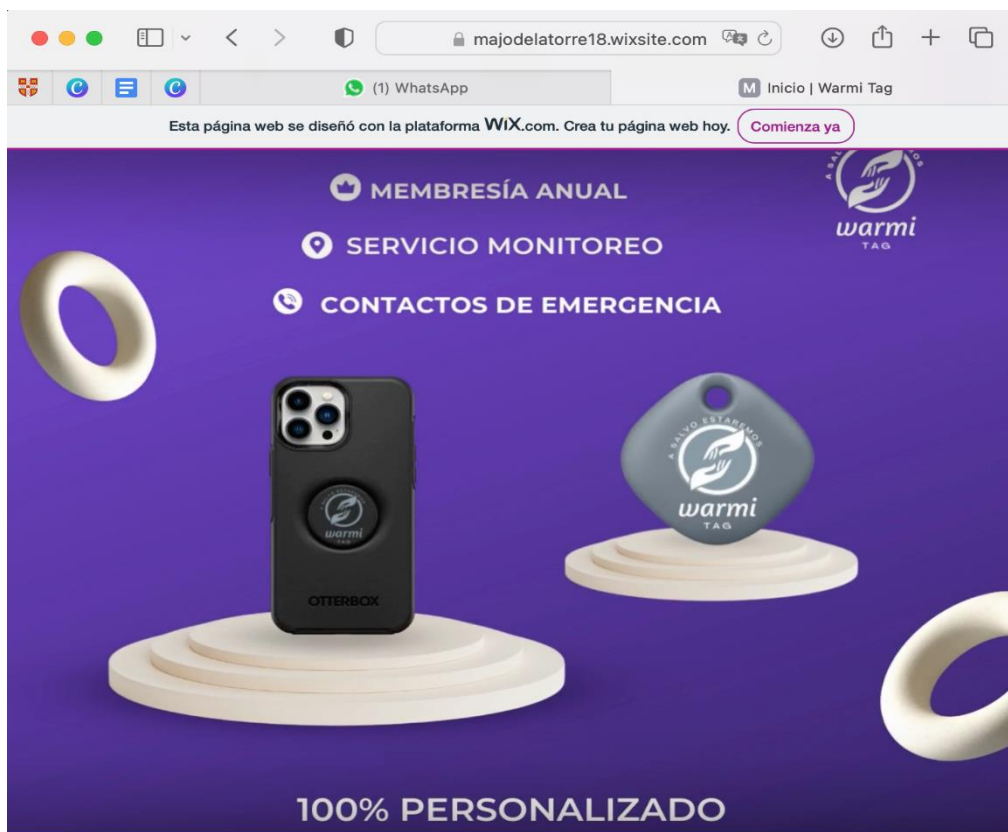 majodelatorre18.wixsite.com
(1) WhatsApp
M Inicio | Warmi Tag
Esta página web se diseñó con la plataforma WiX.com. Crea tu página web hoy. Comienza ya
MEMBRESÍA ANUAL
SERVICIO MONITOREO
CONTACTOS DE EMERGENCIA
warmi
TAG
A SALVO ESTAREMOS
warmi
TAG
warmi
TAG
OTTERBOX
100% PERSONALIZADO